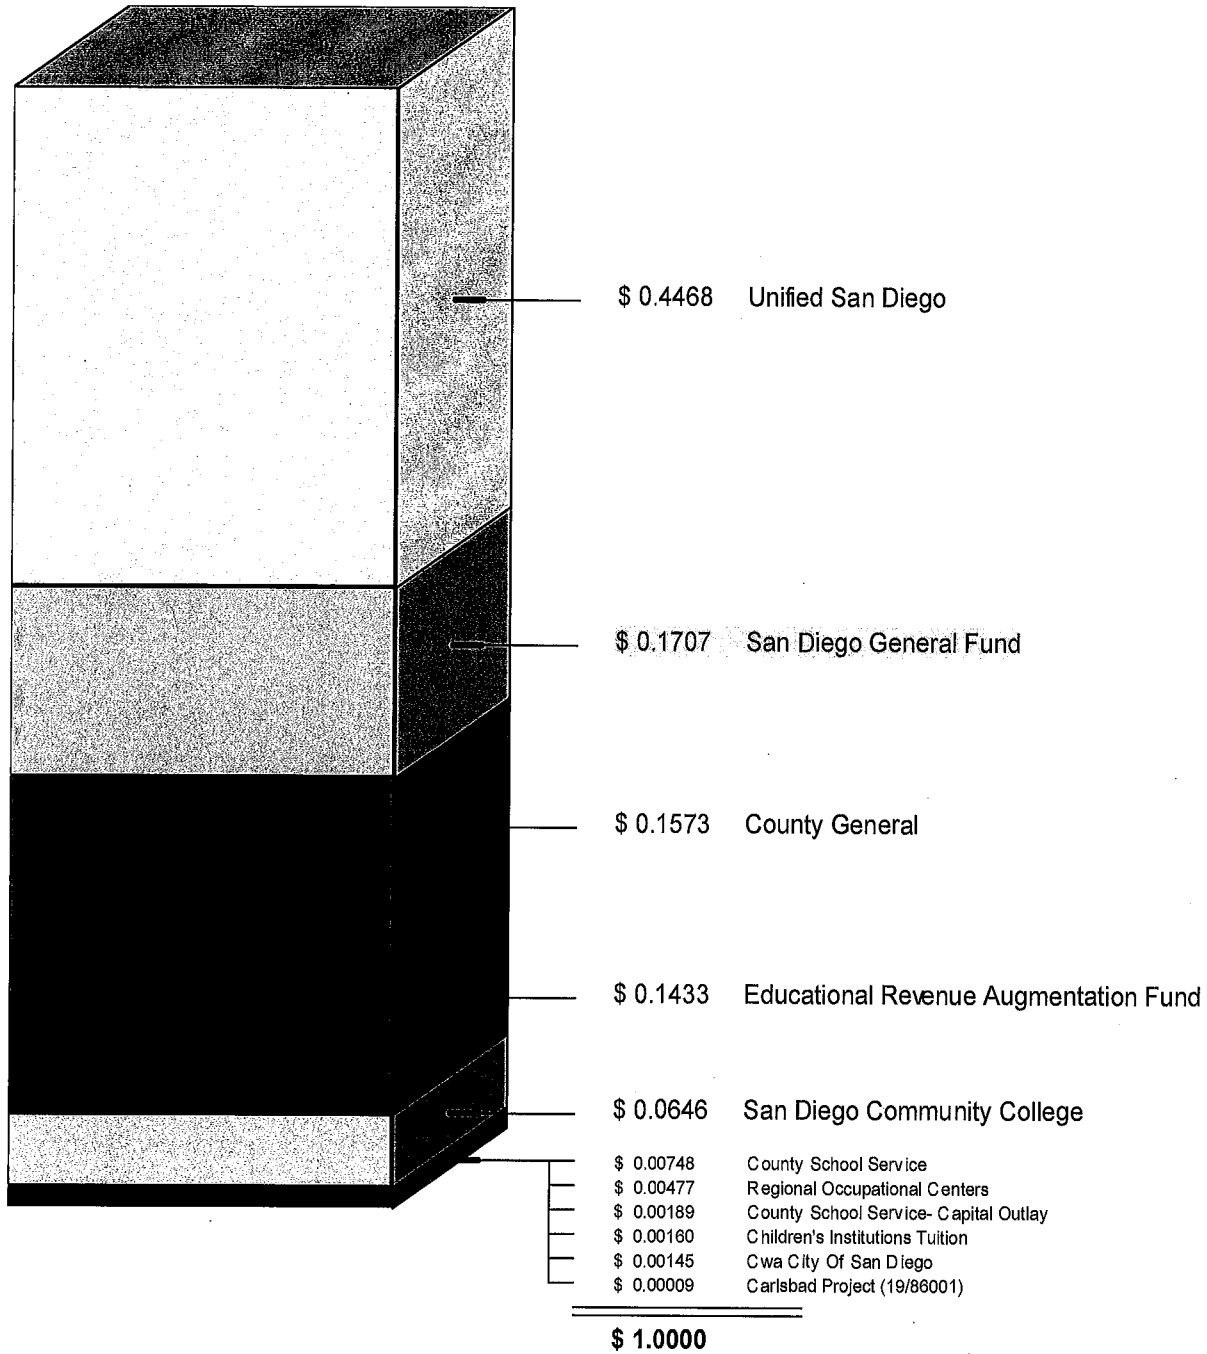 $ 0.4468 Unified San Diego
$ 0.1707 San Diego General Fund
$ 0.1573 County General
$ 0.1433 Educational Revenue Augmentation Fund
$ 0.0646 San Diego Community College
$ 0.00748 County School Service
$ 0.00477 Regional Occupational Centers
$ 0.00189 County School Service- Capital Outlay
$ 0.00160 Children's Institutions Tuition
$ 0.00145 Cwa City Of San Diego
$ 0.00009 Carlsbad Project (19/86001)
$ 1.0000